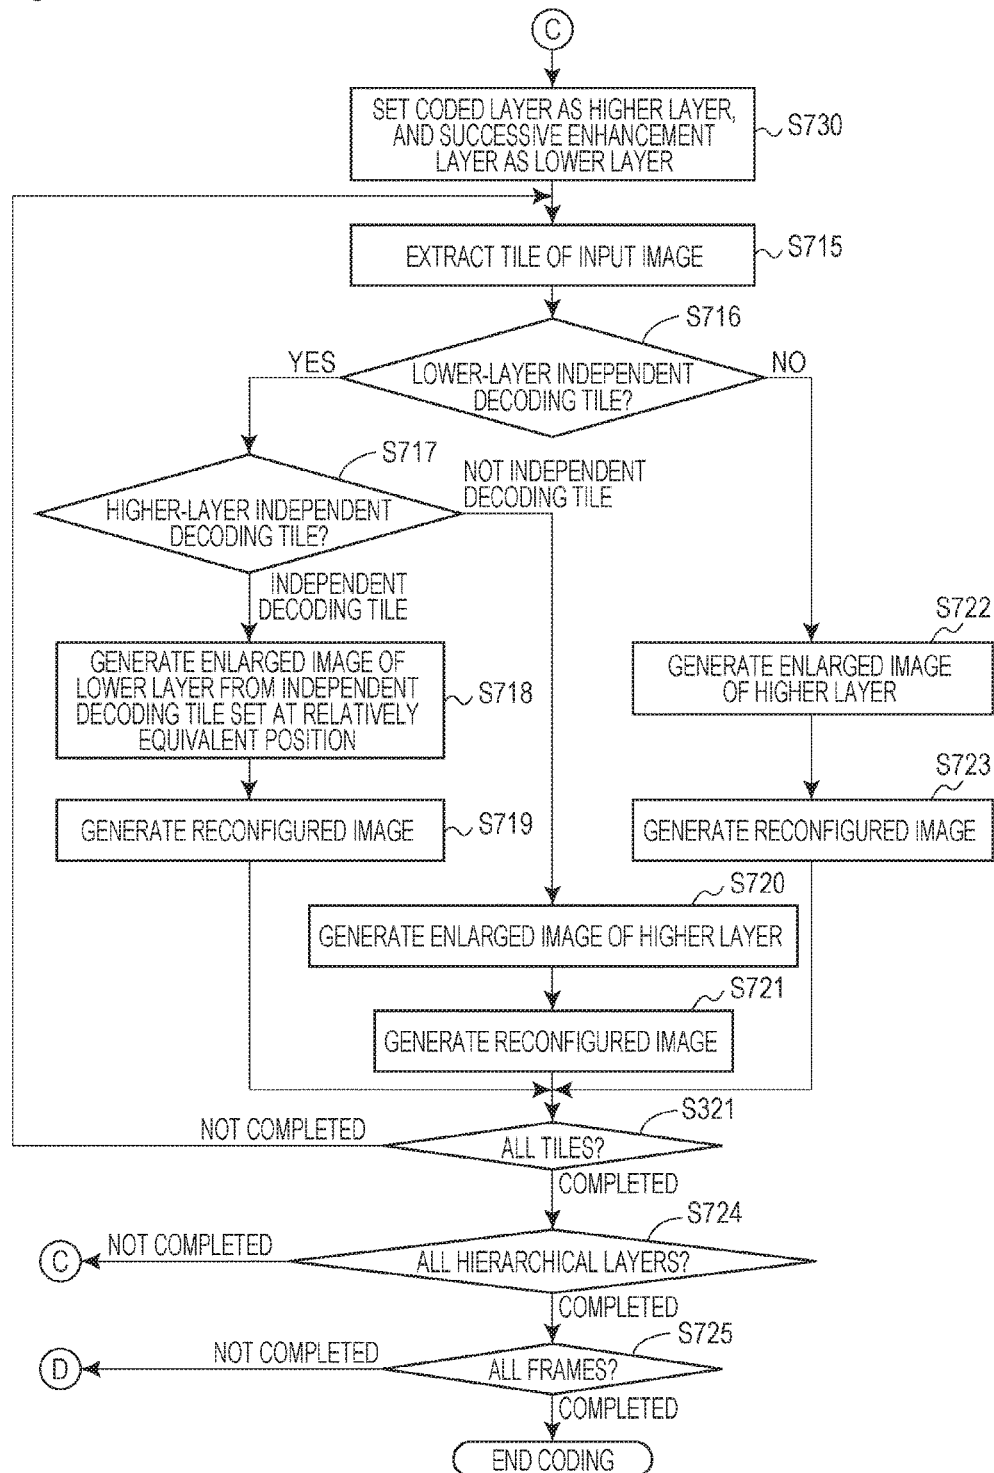 C
SET CODED LAYER AS HIGHER LAYER,
AND SUCCESSIVE ENHANCEMENT
LAYER AS LOWER LAYER
S730
EXTRACT TILE OF INPUT IMAGE
S715
S716
YES
LOWER-LAYER INDEPENDENT
DECODING TILE?
NO
S717
HIGHER-LAYER INDEPENDENT
DECODING TILE?
NOT INDEPENDENT
DECODING TILE
INDEPENDENT
DECODING TILE
GENERATE ENLARGED IMAGE OF
LOWER LAYER FROM INDEPENDENT
DECODING TILE SET AT RELATIVELY
EQUIVALENT POSITION
S718
S722
GENERATE ENLARGED IMAGE
OF HIGHER LAYER
GENERATE RECONFIGURED IMAGE
S719
S723
GENERATE RECONFIGURED IMAGE
S720
GENERATE ENLARGED IMAGE OF HIGHER LAYER
S721
GENERATE RECONFIGURED IMAGE
S321
NOT COMPLETED
ALL TILES?
COMPLETED
S724
C
NOT COMPLETED
ALL HIERARCHICAL LAYERS?
COMPLETED
S725
D
NOT COMPLETED
ALL FRAMES?
COMPLETED
END CODING